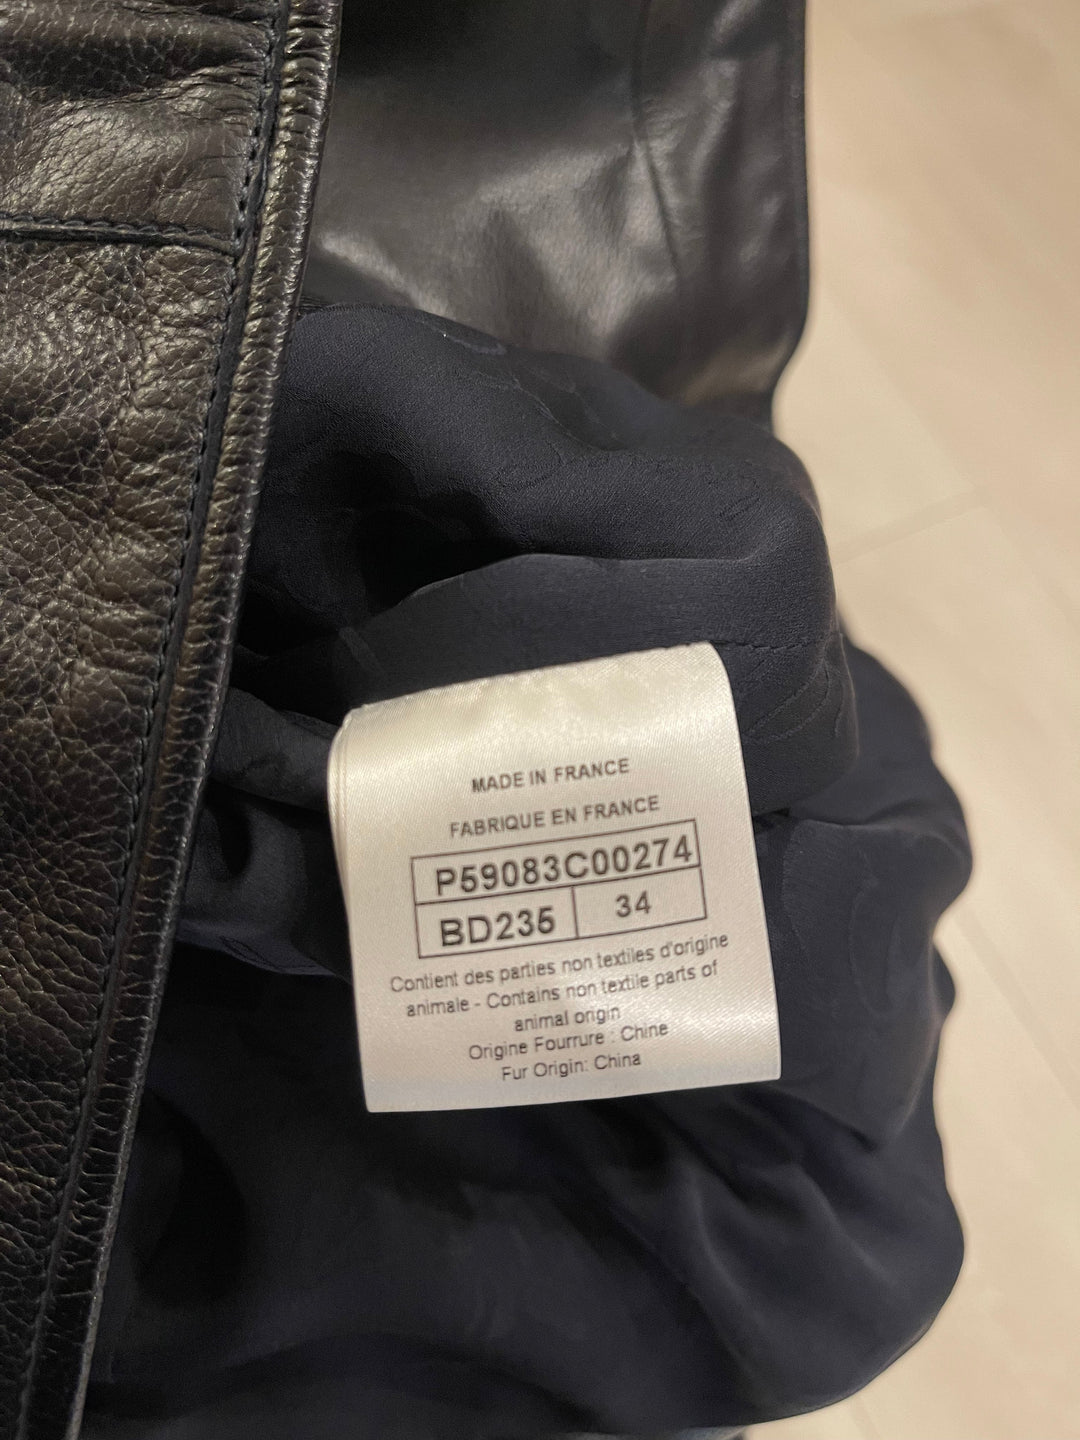 MADE IN FRANCE
FABRIQUE EN FRANCE
P59083C00274
BD235 34
Contient des parties non textiles d'origine
animale - Contains non textile parts of
animal origin
Origine Fourrure : Chine
Fur Origin: China